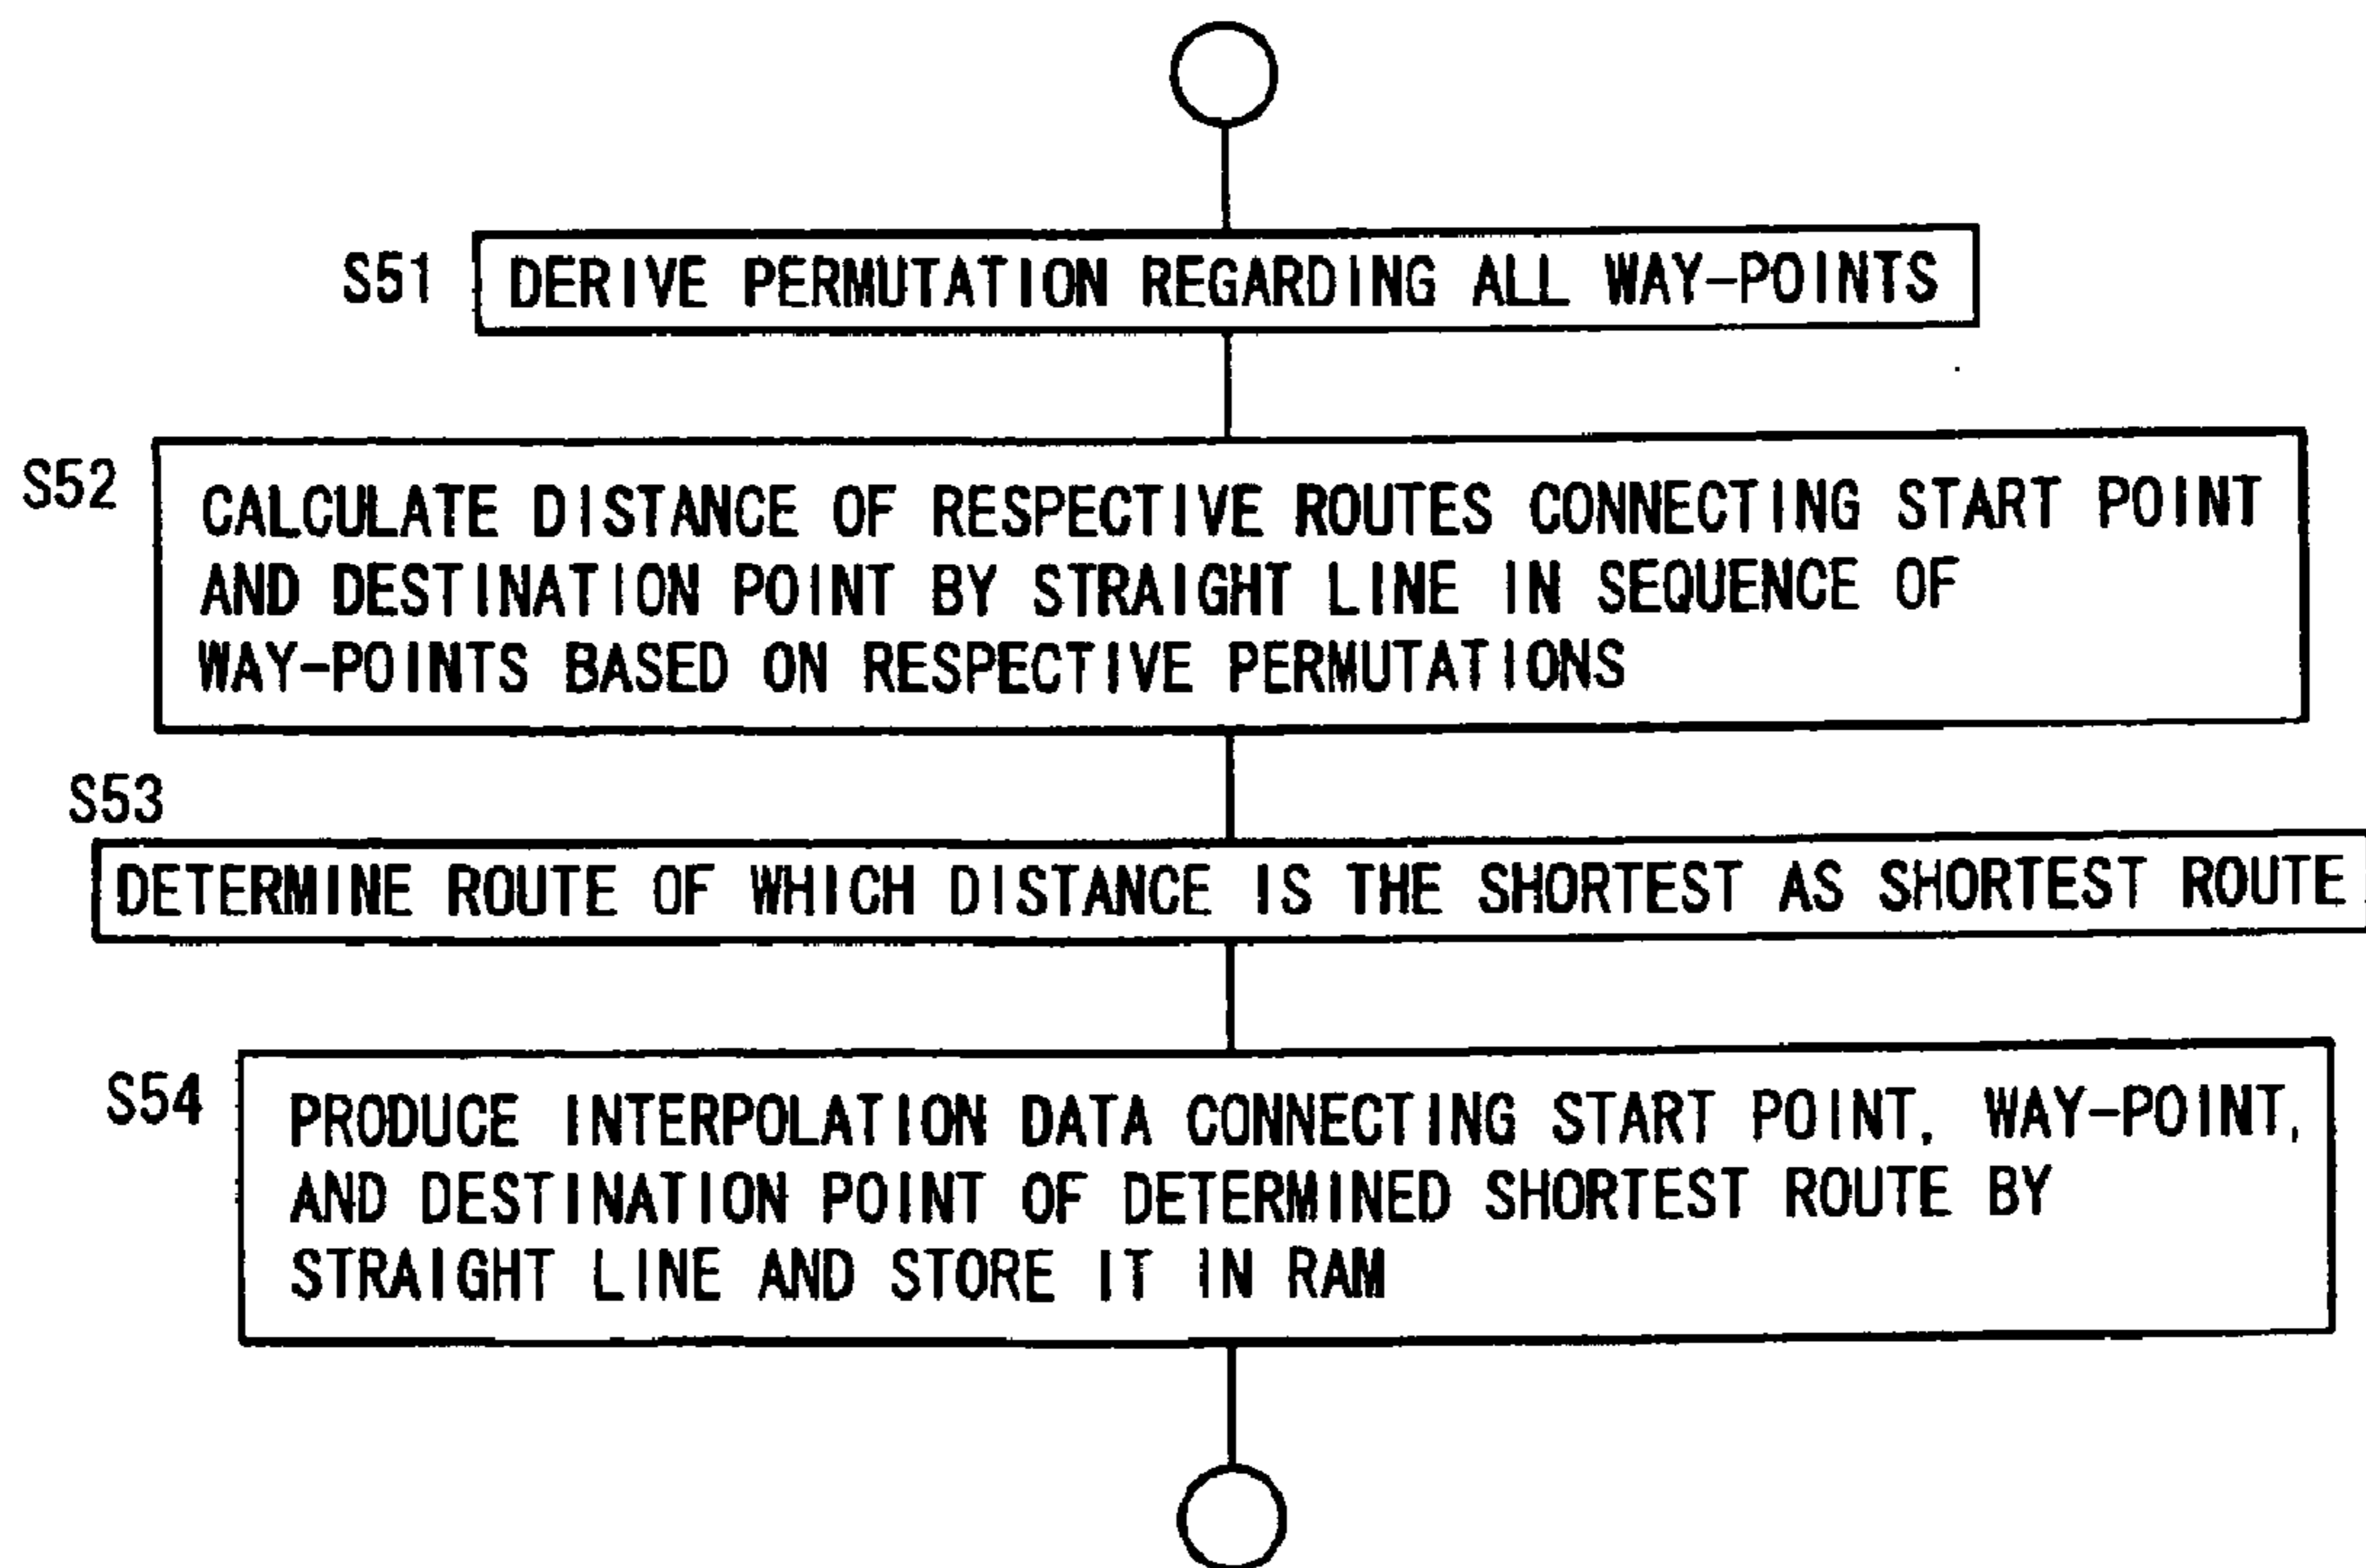 S51
DERIVE PERMUTATION REGARDING ALL WAY-POINTS
S52
CALCULATE DISTANCE OF RESPECTIVE ROUTES CONNECTING START POINT
AND DESTINATION POINT BY STRAIGHT LINE IN SEQUENCE OF
WAY-POINTS BASED ON RESPECTIVE PERMUTATIONS
S53
DETERMINE ROUTE OF WHICH DISTANCE IS THE SHORTEST AS SHORTEST ROUTE.
S54
PRODUCE INTERPOLATION DATA CONNECTING START POINT, WAY-POINT,
AND DESTINATION POINT OF DETERMINED SHORTEST ROUTE BY
STRAIGHT LINE AND STORE IT IN RAM